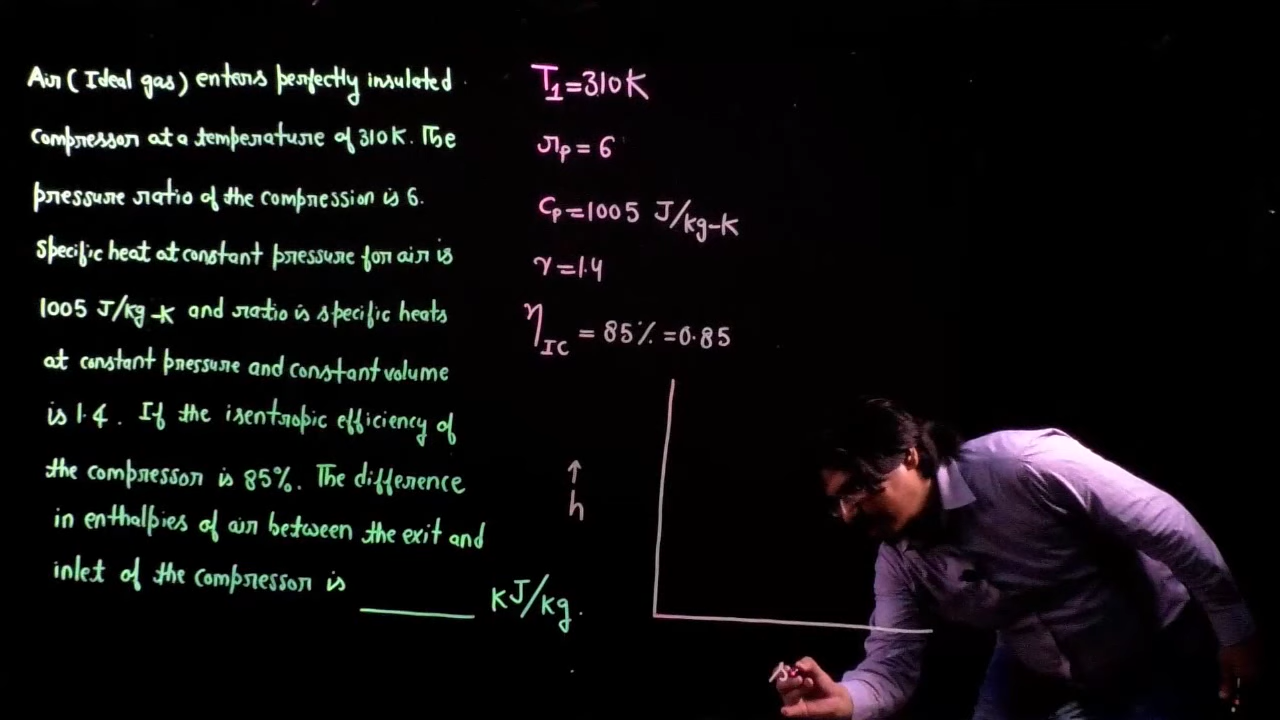 Air (Ideal gas) enters perfectly insulated
compressor at a temperature of 310K. The
pressure ratio of the compression is 6.
Specific heat at constant pressure for air is
1005 J/kg-K and ratio is specific heats
at constant pressure and constant volume
is 1.4. If the isentropic efficiency of
the compressor is 85%. The difference
in enthalpies of air between the exit and
inlet of the compressor is ______ KJ/kg.
T₁=310K
r_p = 6
C_p=1005 J/kg-K
γ=1.4
η_IC = 85% =0.85
↑
h